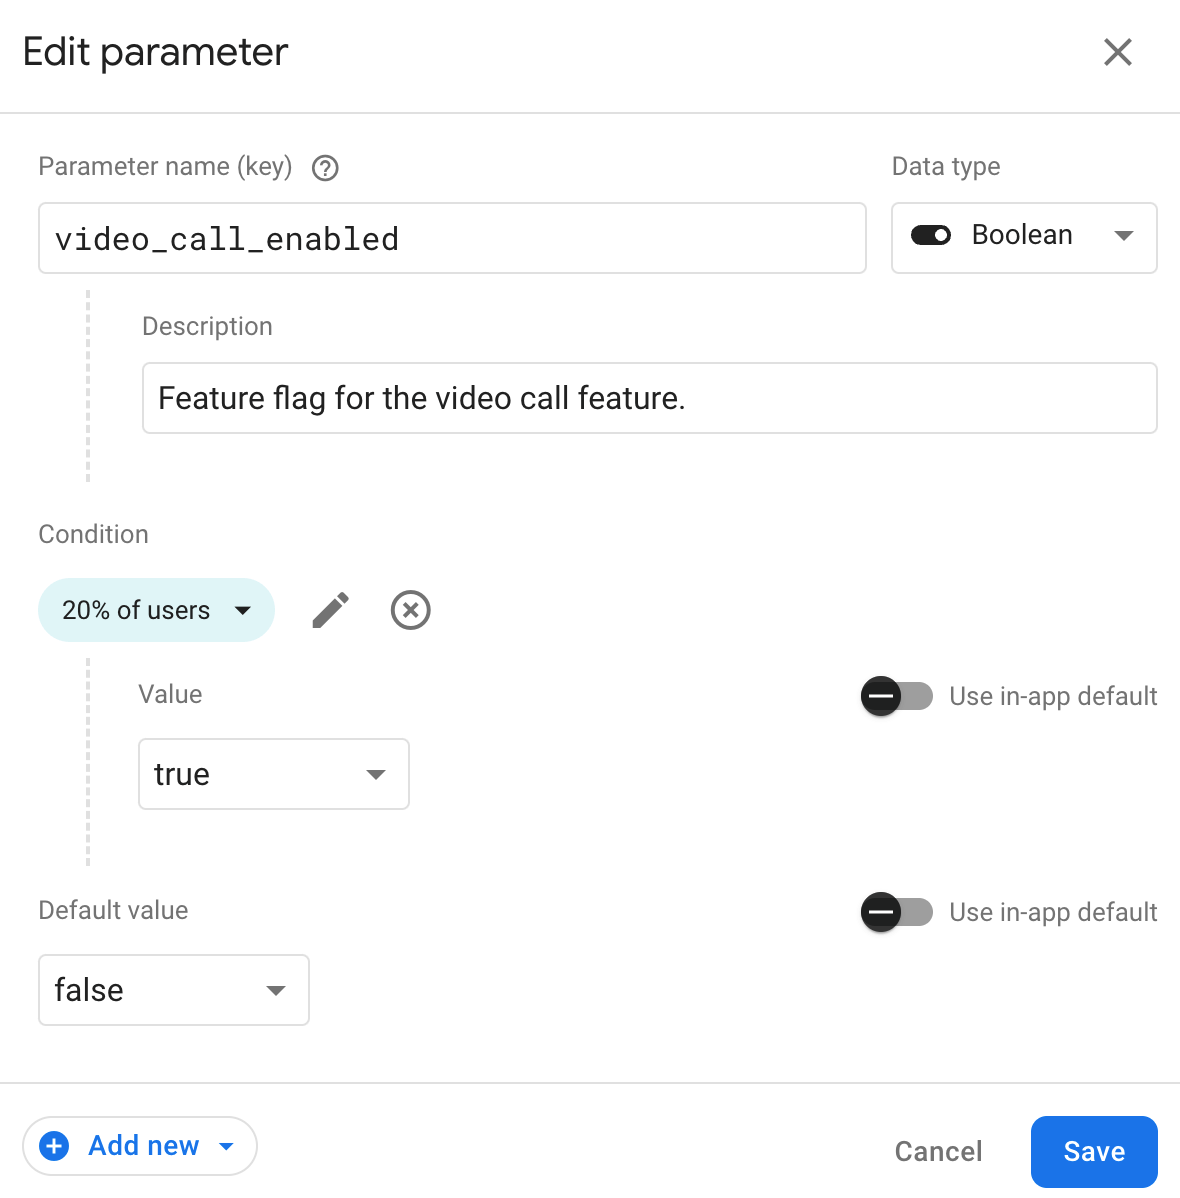 Edit parameter
Parameter name (key)
Data type
video_call_enabled
Boolean
Description
Feature flag for the video call feature.
Condition
20% of users
Value
Use in-app default
true
Default value
Use in-app default
false
Add new
Cancel
Save